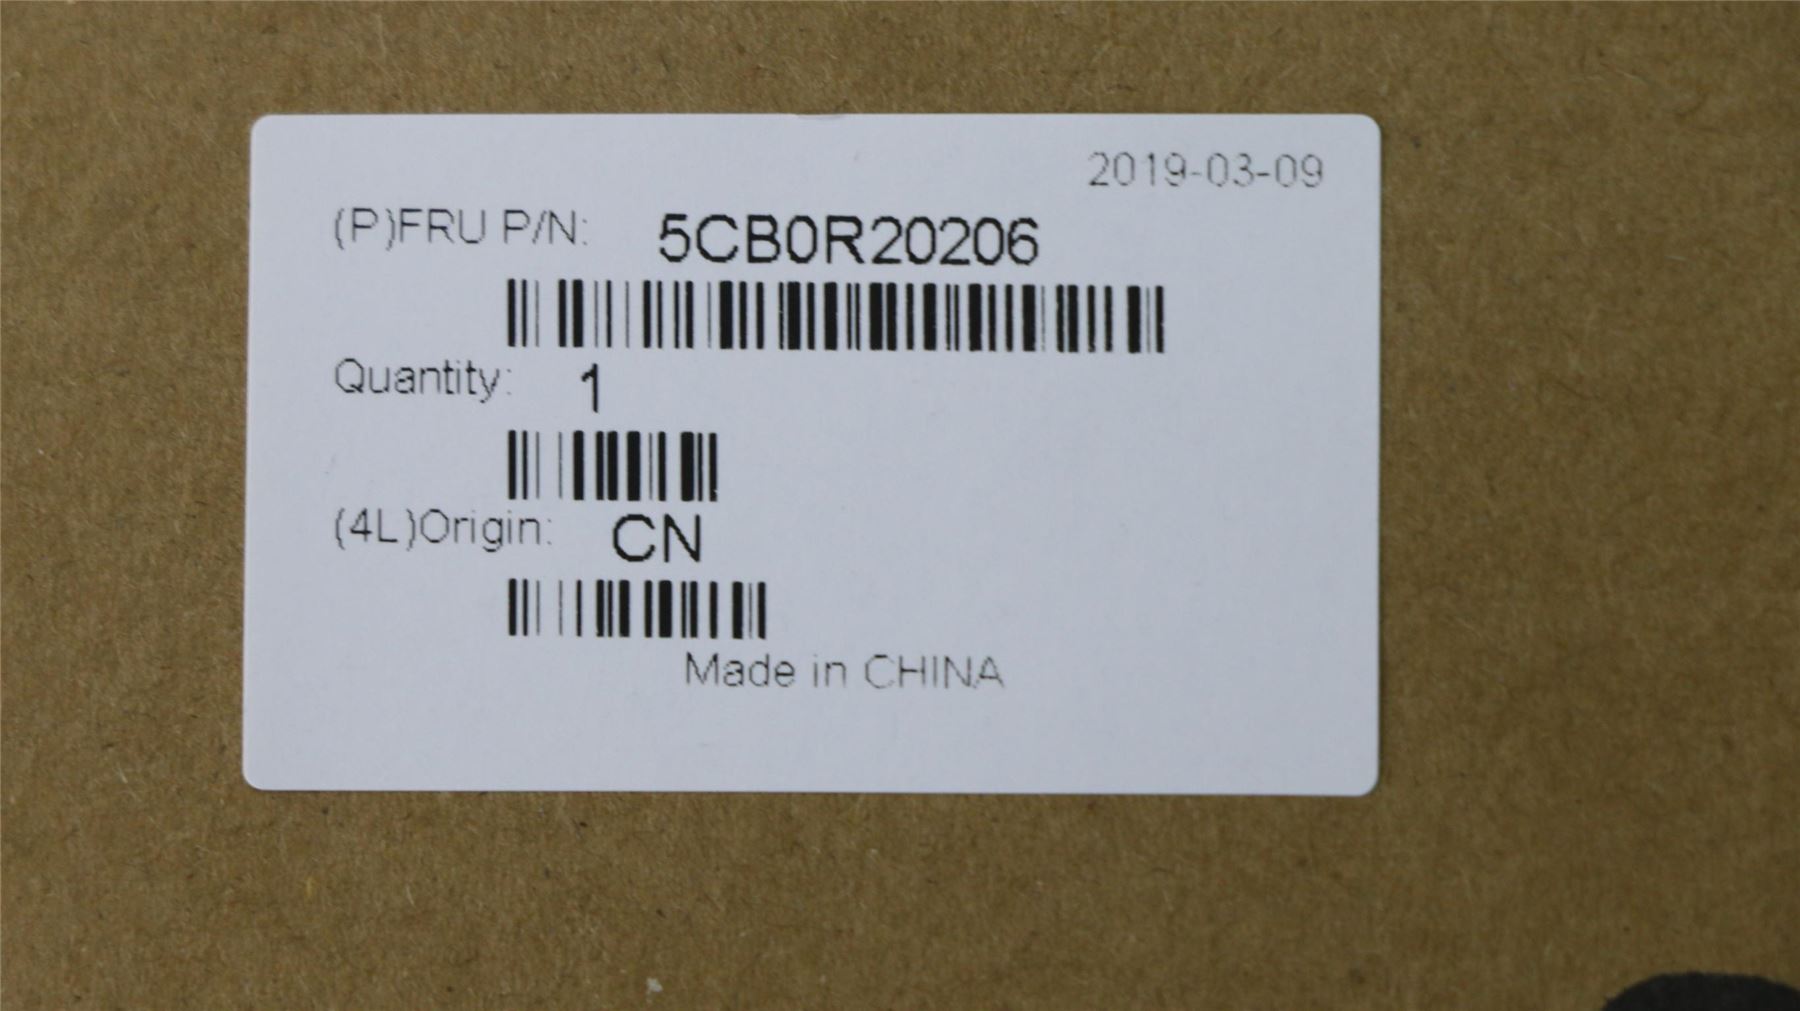 2019-03-09
(P)FRU P/N: 5CB0R20206
Quantity: 1
(4L)Origin: CN
Made in CHINA